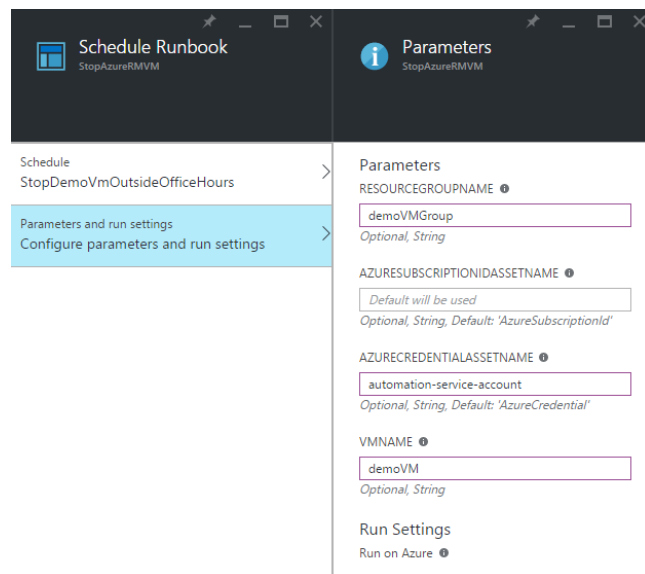 Schedule Runbook
StopAzureRMVM
Schedule
StopDemoVmOutsideOfficeHours
Parameters and run settings
Configure parameters and run settings
Parameters
StopAzureRMVM
Parameters
RESOURCEGROUPNAME
demoVMGroup
Optional, String
AZURESUBSCRIPTIONIDASSETNAME
Default will be used
Optional, String, Default: 'AzureSubscriptionId'
AZURECREDENTIALASSETNAME
automation-service-account
Optional, String, Default: 'AzureCredential'
VMNAME
demoVM
Optional, String
Run Settings
Run on Azure